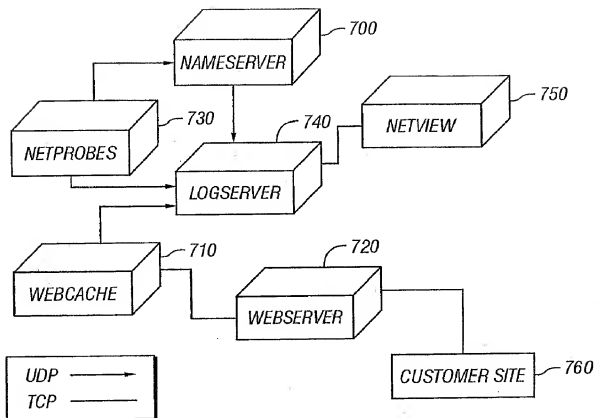 700
NAMESERVER
750
NETVIEW
730
NETPROBES
740
LOGSERVER
710
WEBCACHE
720
WEBSERVER
760
CUSTOMER SITE
UDP
TCP